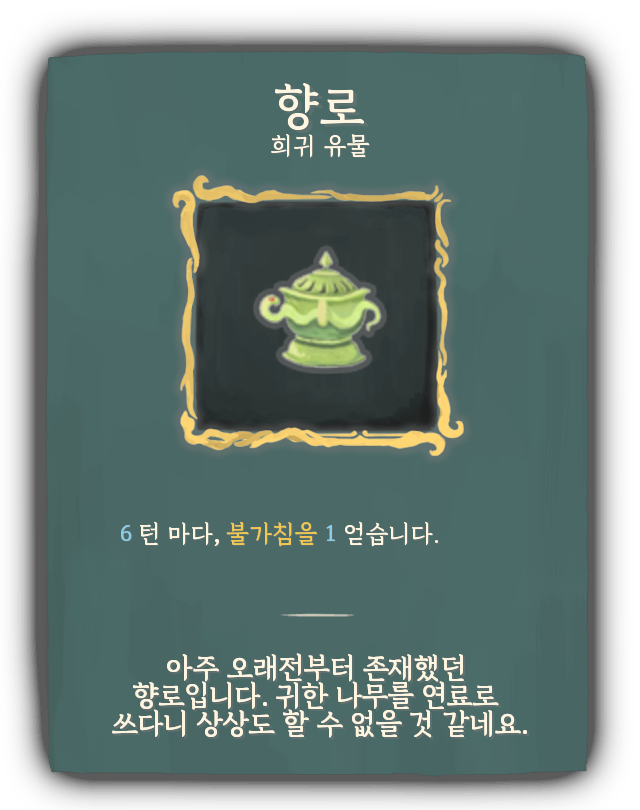 향로
희귀 유물
6 턴 마다, 불가침을 1 얻습니다.
아주 오래전부터 존재했던
향로입니다. 귀한 나무를 연료로
쓰다니 상상도 할 수 없을 것 같네요.